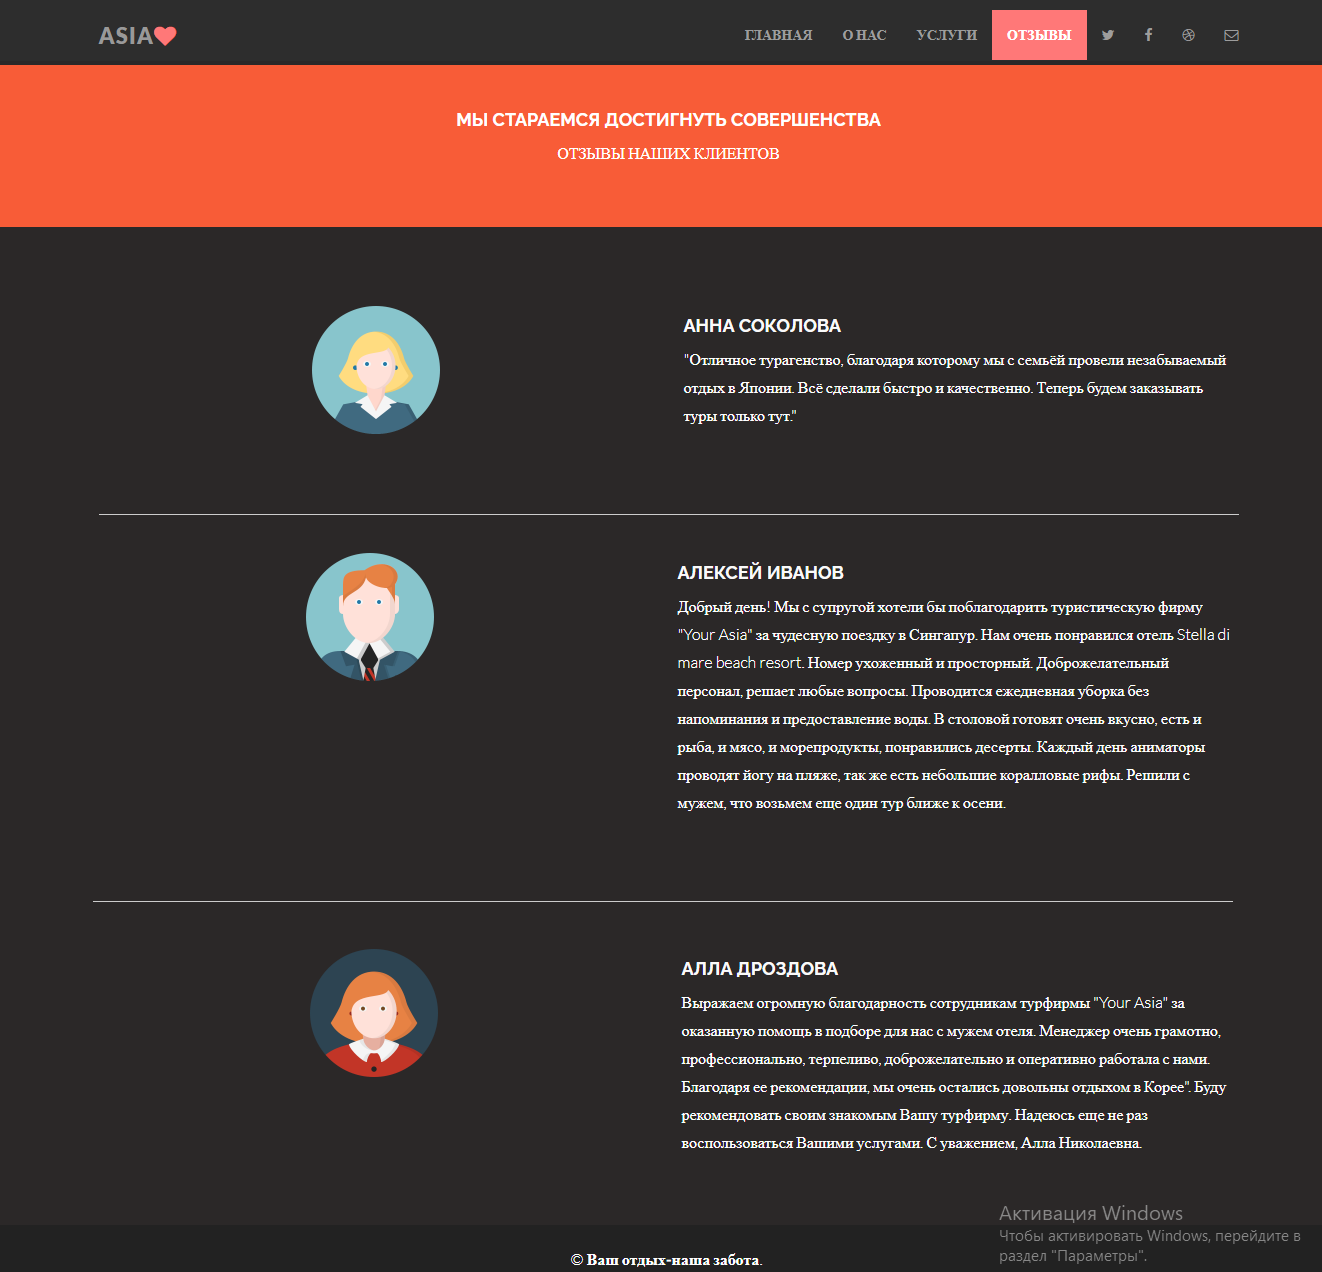 ASIA
ГЛАВНАЯ О НАС УСЛУГИ ОТЗЫВЫ
МЫ СТАРАЕМСЯ ДОСТИГНУТЬ СОВЕРШЕНСТВА
ОТЗЫВЫ НАШИХ КЛИЕНТОВ
АННА СОКОЛОВА
"Отличное турагенство, благодаря которому мы с семьёй провели незабываемый
отдых в Японии. Всё сделали быстро и качественно. Теперь будем заказывать
туры только тут."
АЛЕКСЕЙ ИВАНОВ
Добрый день! Мы с супругой хотели бы поблагодарить туристическую фирму
"Your Asia" за чудесную поездку в Сингапур. Нам очень понравился отель Stella di
mare beach resort. Номер ухоженный и просторный. Доброжелательный
персонал, решает любые вопросы. Проводится ежедневная уборка без
напоминания и предоставление воды. В столовой готовят очень вкусно, есть и
рыба, и мясо, и морепродукты, понравились десерты. Каждый день аниматоры
проводят йогу на пляже, так же есть небольшие коралловые рифы. Решили с
мужем, что возьмем еще один тур ближе к осени.
АЛЛА ДРОЗДОВА
Выражаем огромную благодарность сотрудникам турфирмы "Your Asia" за
оказанную помощь в подборе для нас с мужем отеля. Менеджер очень грамотно,
профессионально, терпеливо, доброжелательно и оперативно работала с нами.
Благодаря ее рекомендации, мы очень остались довольны отдыхом в Корее". Буду
рекомендовать своим знакомым Вашу турфирму. Надеюсь еще не раз
воспользоваться Вашими услугами. С уважением, Алла Николаевна.
Активация Windows
Чтобы активировать Windows, перейдите в
раздел "Параметры".
© Ваш отдых-наша забота.